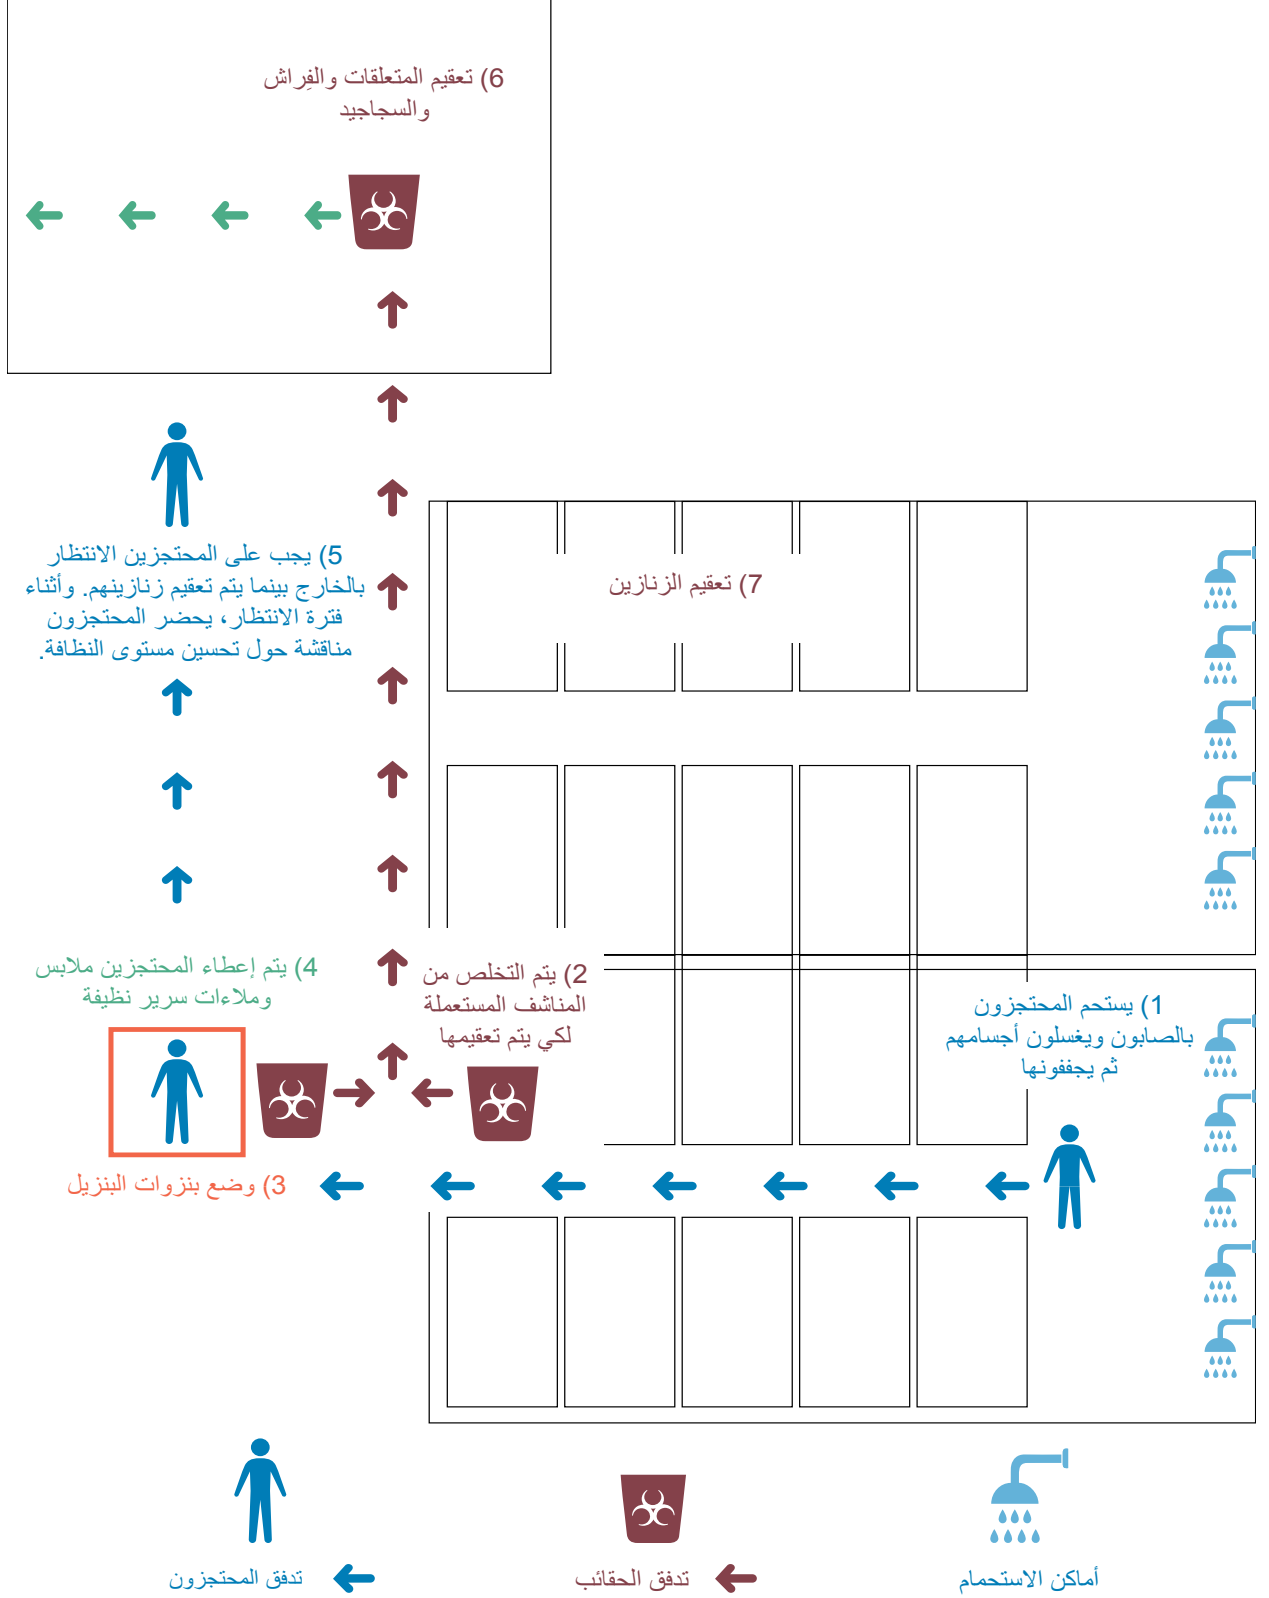 6) تعقيم المتعلقات والفِراش
والسجاجيد
5) يجب على المحتجزين الانتظار
بالخارج بينما يتم تعقيم زنازينهم. وأثناء
فترة الانتظار، يحضر المحتجزون
مناقشة حول تحسين مستوى النظافة.
7) تعقيم الزنازين
4) يتم إعطاء المحتجزين ملابس
وملاءات سرير نظيفة
2) يتم التخلص من
المناشف المستعملة
لكي يتم تعقيمها
1) يستحم المحتجزون
بالصابون ويغسلون أجسامهم
ثم يجففونها
3) وضع بنزوات البنزيل
أماكن الاستحمام
تدفق الحقائب
تدفق المحتجزون